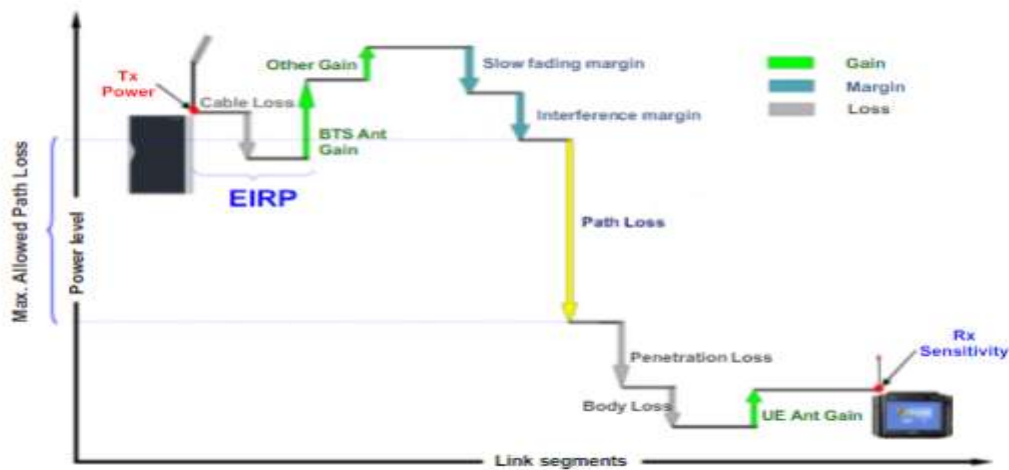 Tx
Power
Cable Loss
BTS Ant
Gain
EIRP
Other Gain
Slow fading margin
Interference margin
Gain
Margin
Loss
Max. Allowed Path Loss
Power level
Path Loss
Penetration Loss
Body Loss
UE Ant Gain
Rx
Sensitivity
Link segments